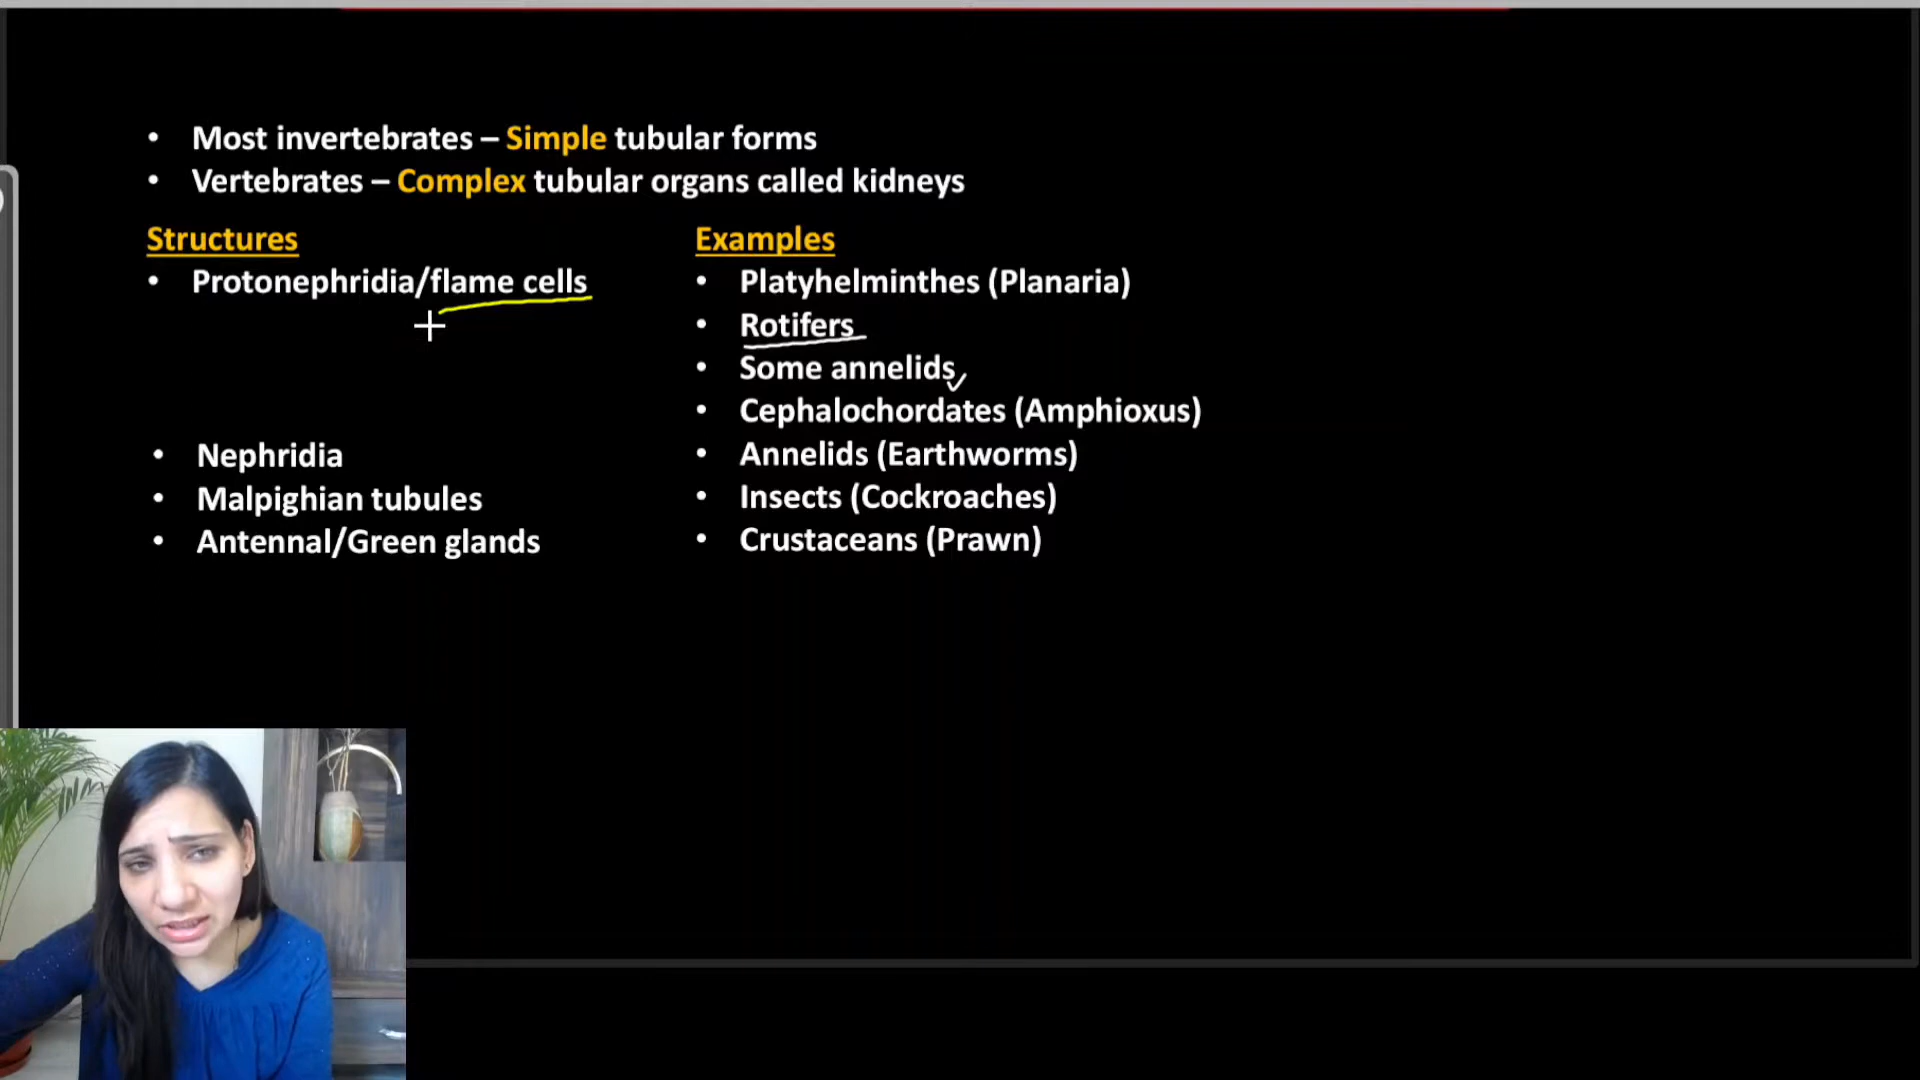 • Most invertebrates – Simple tubular forms
• Vertebrates – Complex tubular organs called kidneys
Structures
• Protonephridia/flame cells
• Nephridia
• Malpighian tubules
• Antennal/Green glands
Examples
• Platyhelminthes (Planaria)
• Rotifers
• Some annelids
• Cephalochordates (Amphioxus)
• Annelids (Earthworms)
• Insects (Cockroaches)
• Crustaceans (Prawn)